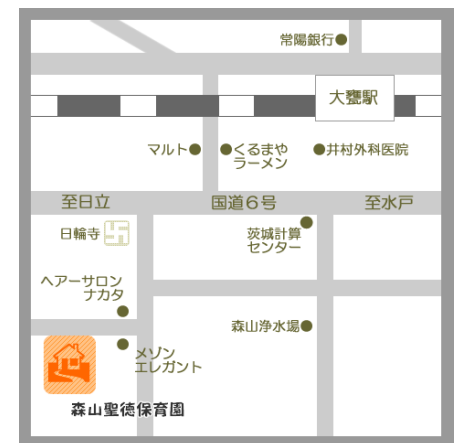 常陽銀行
大甕駅
マルト
くるまや
ラーメン
井村外科医院
至日立
国道6号
至水戸
日輪寺
茨城計算
センター
ヘアーサロン
ナカタ
森山浄水場
メゾン
エレガント
森山聖徳保育園